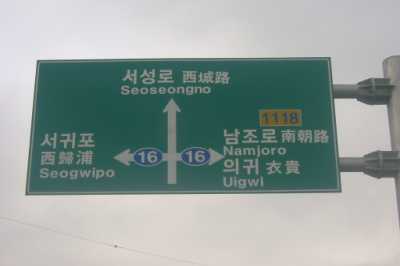 서성로 西城路
Seoseongno
1118
서귀포
西歸浦
Seogwipo
16
16
남조로 南朝路
Namjoro
의귀 衣貴
Uigwi